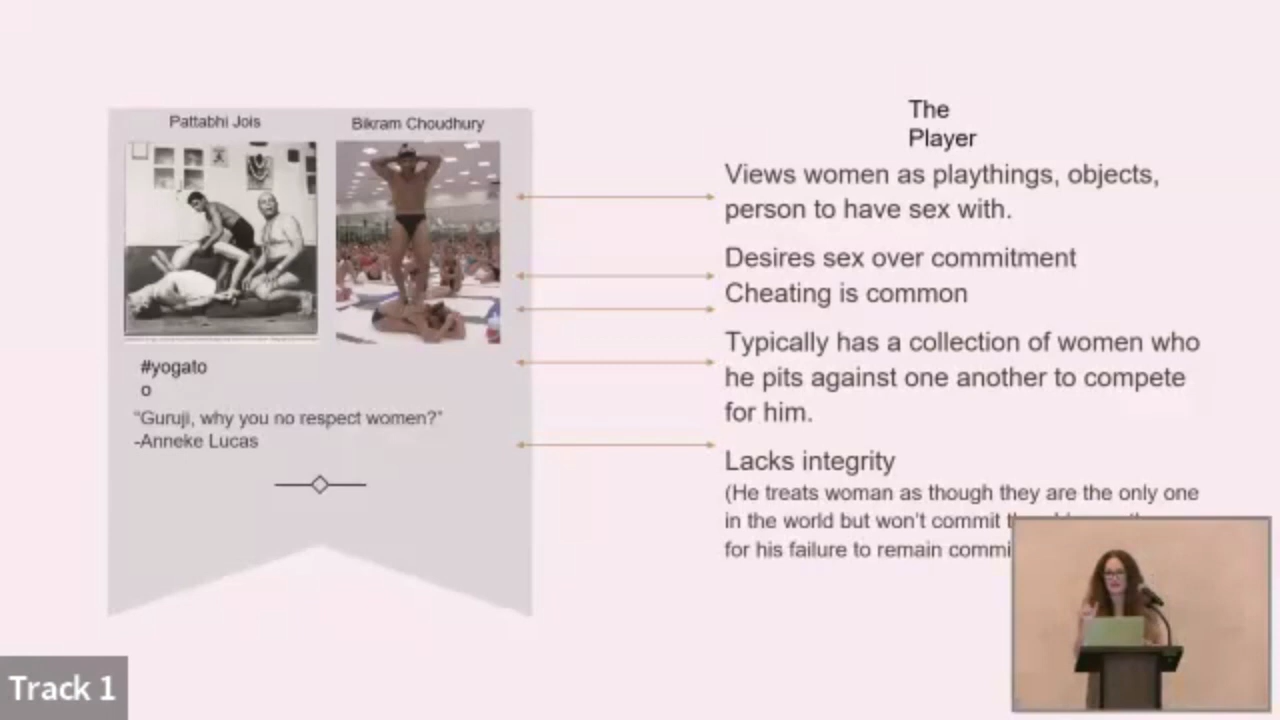 Pattabhi Jois
Bikram Choudhury
#yogato
o
“Guruji, why you no respect women?”
-Anneke Lucas
The
Player
Views women as playthings, objects,
person to have sex with.
Desires sex over commitment
Cheating is common
Typically has a collection of women who
he pits against one another to compete
for him.
Lacks integrity
(He treats woman as though they are the only one
in the world but won’t commit
for his failure to remain
Track 1